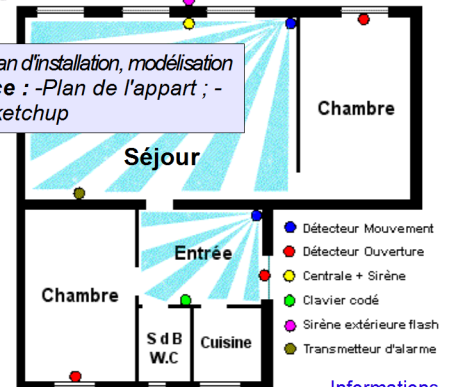 an d'installation, modélisation
ce : -Plan de l'appart ; -
ketchup
Chambre
Séjour
Détecteur Mouvement
Entrée
Détecteur Ouverture
Centrale + Sirène
Chambre
Clavier codé
Sirène extérieure flash
S d B
W.C
Cuisine
Transmetteur d'alarme
Informations